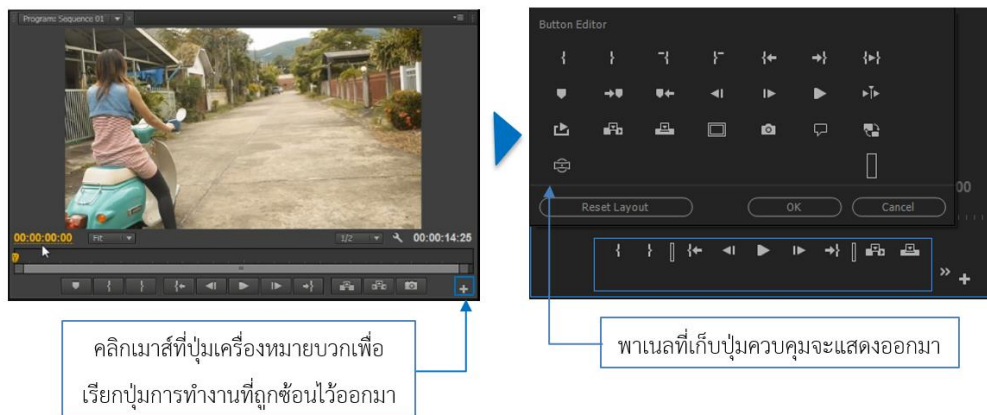 Program: Sequence 01
00:00:00:00
Fit
1/2
00:00:14:25
คลิกเมาส์ที่ปุ่มเครื่องหมายบวกเพื่อ
เรียกปุ่มการทำงานที่ถูกซ้อนไว้ออกมา
Button Editor
00
Reset Layout
OK
Cancel
พาเนลที่เก็บปุ่มควบคุมจะแสดงออกมา